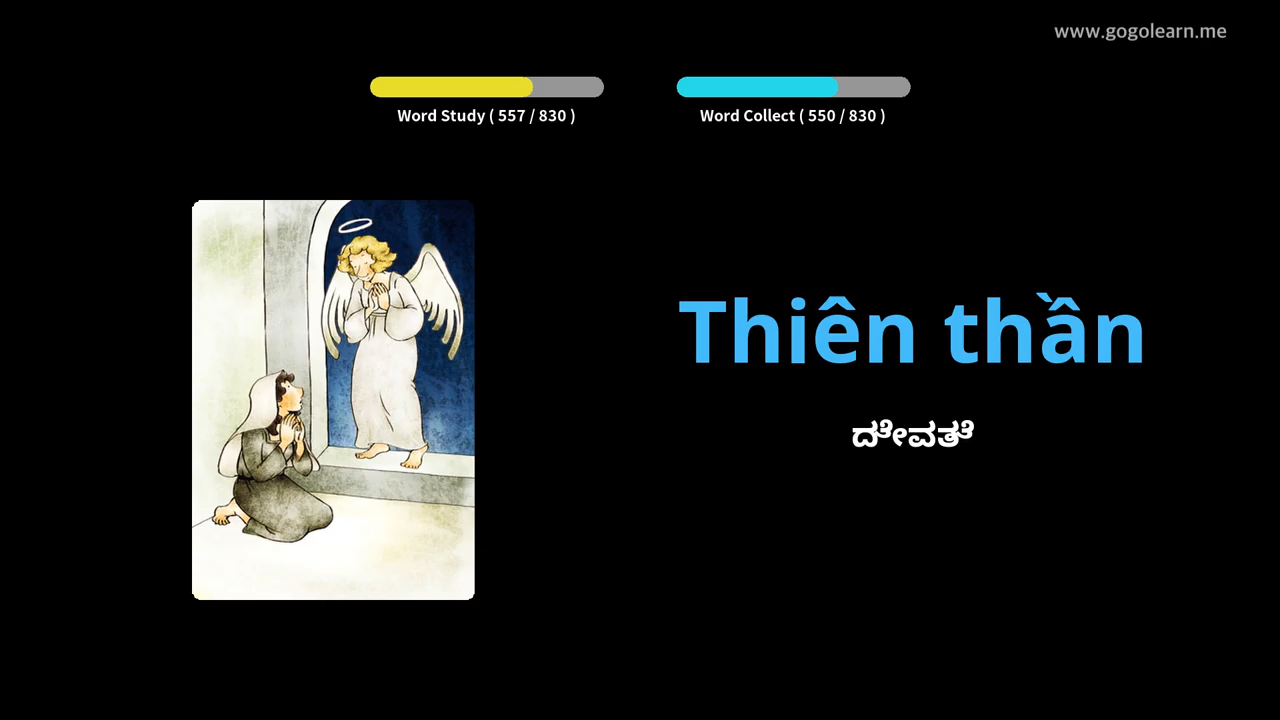 www.gogolearn.me
Word Study ( 557 / 830 )
Word Collect ( 550 / 830 )
Thiên thần
ದೇವತೆ